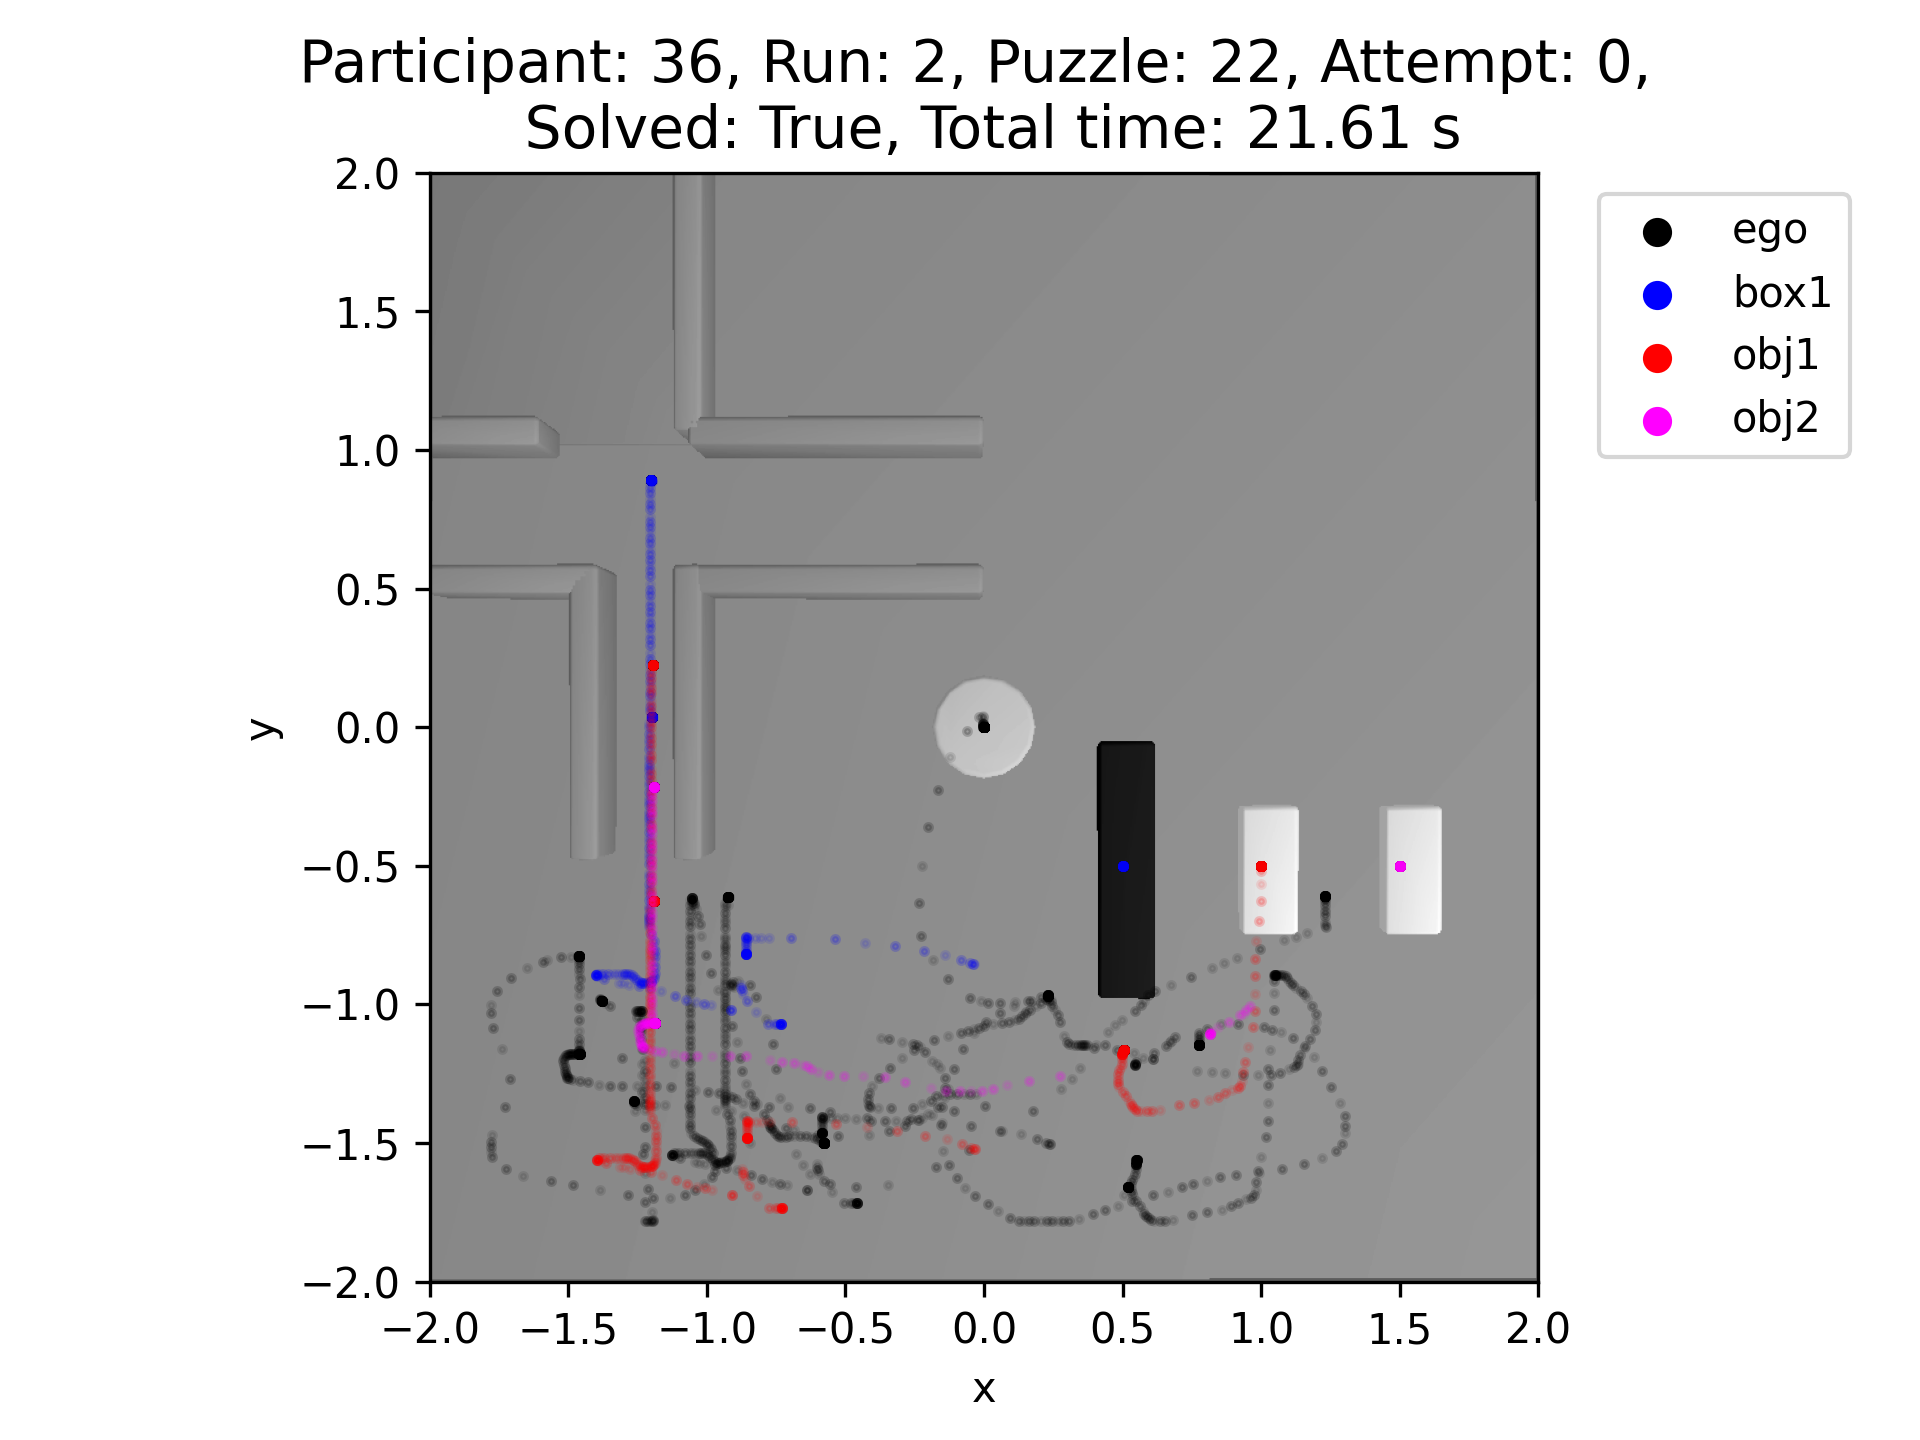 Participant: 36, Run: 2, Puzzle: 22, Attempt: 0,
Solved: True, Total time: 21.61 s
ego
box1
obj1
obj2
2.0
1.5
1.0
0.5
0.0
−0.5
−1.0
−1.5
−2.0
y
−2.0 −1.5 −1.0 −0.5 0.0 0.5 1.0 1.5 2.0
x